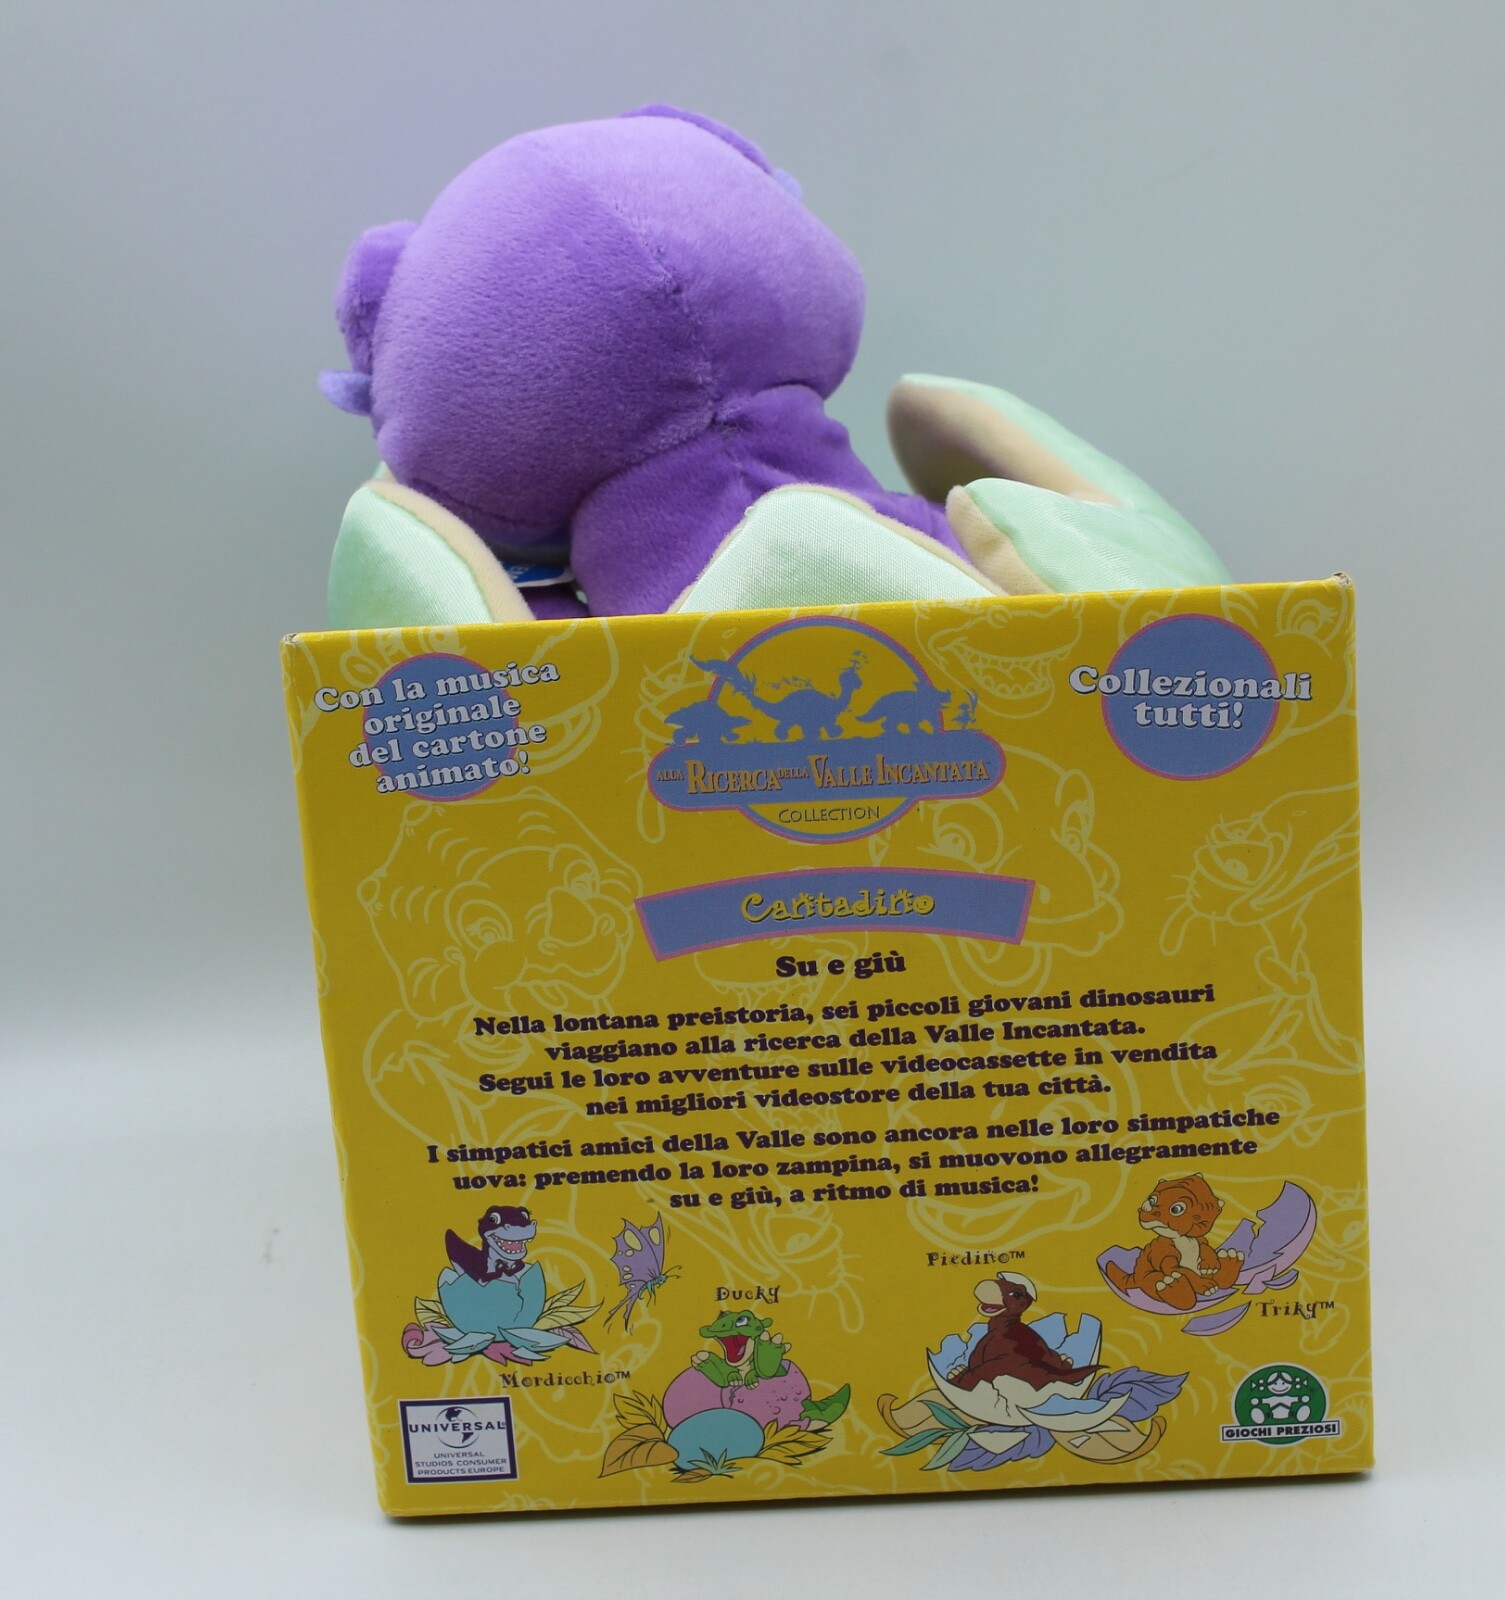 Con la musica
originale
del cartone
animato!
ALLA RICERCA DELLA VALLE INCANTATA
COLLECTION
Collezionali
tutti!
Cantadino
Su e giù
Nella lontana preistoria, sei piccoli giovani dinosauri
viaggiano alla ricerca della Valle Incantata.
Segui le loro avventure sulle videocassette in vendita
nei migliori videostore della tua città.
I simpatici amici della Valle sono ancora nelle loro simpatiche
uova: premendo la loro zampina, si muovono allegramente
su e giù, a ritmo di musica!
Mordicchio™
Ducky
Piedino™
Triky™
UNIVERSAL
UNIVERSAL
STUDIOS CONSUMER
PRODUCTS EUROPE
GIOCHI PREZIOSI